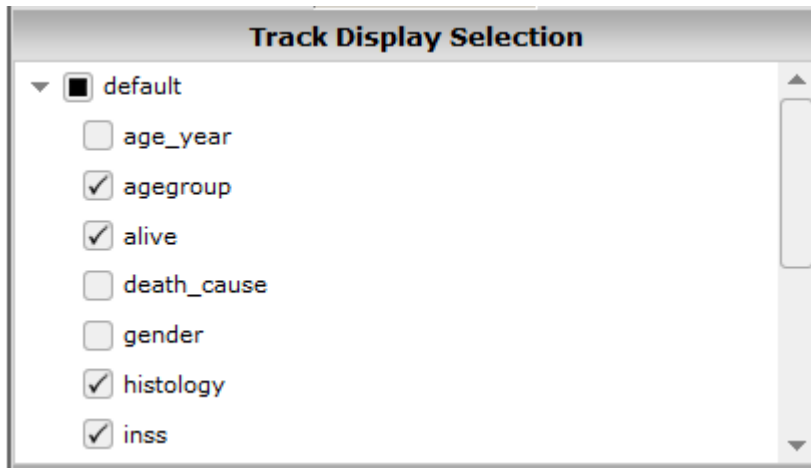 Track Display Selection
default
age_year
agegroup
alive
death_cause
gender
histology
inss